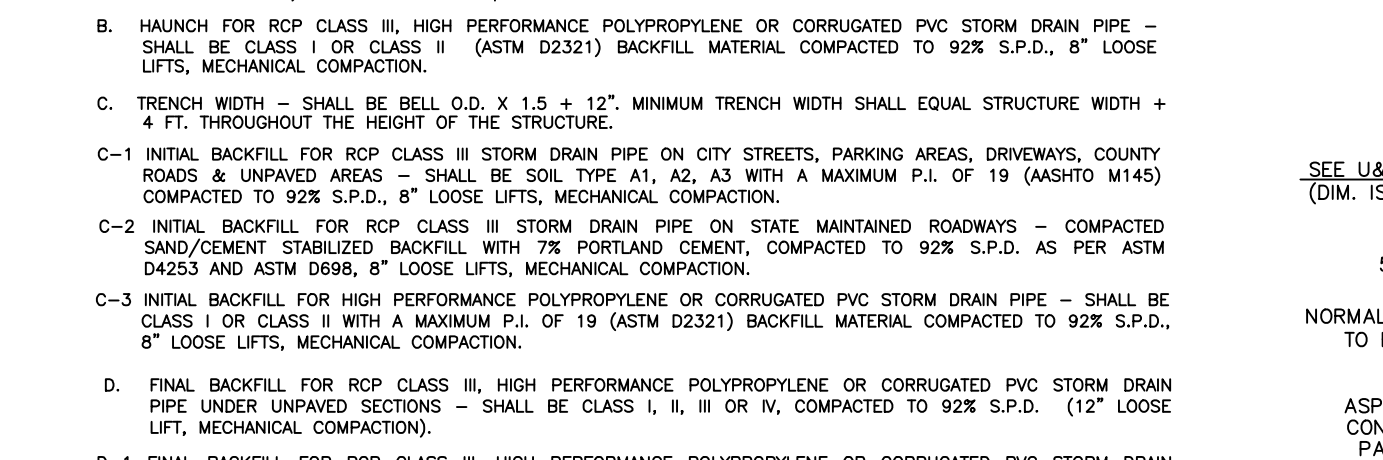 B. HAUNCH FOR RCP CLASS III, HIGH PERFORMANCE POLYPROPYLENE OR CORRUGATED PVC STORM DRAIN PIPE –
SHALL BE CLASS I OR CLASS II (ASTM D2321) BACKFILL MATERIAL COMPACTED TO 92% S.P.D., 8" LOOSE
LIFTS, MECHANICAL COMPACTION.
C. TRENCH WIDTH – SHALL BE BELL O.D. X 1.5 + 12". MINIMUM TRENCH WIDTH SHALL EQUAL STRUCTURE WIDTH +
4 FT. THROUGHOUT THE HEIGHT OF THE STRUCTURE.
C–1 INITIAL BACKFILL FOR RCP CLASS III STORM DRAIN PIPE ON CITY STREETS, PARKING AREAS, DRIVEWAYS, COUNTY
ROADS & UNPAVED AREAS – SHALL BE SOIL TYPE A1, A2, A3 WITH A MAXIMUM P.I. OF 19 (AASHTO M145)
COMPACTED TO 92% S.P.D., 8" LOOSE LIFTS, MECHANICAL COMPACTION.
C–2 INITIAL BACKFILL FOR RCP CLASS III STORM DRAIN PIPE ON STATE MAINTAINED ROADWAYS – COMPACTED
SAND/CEMENT STABILIZED BACKFILL WITH 7% PORTLAND CEMENT, COMPACTED TO 92% S.P.D. AS PER ASTM
D4253 AND ASTM D698, 8" LOOSE LIFTS, MECHANICAL COMPACTION.
C–3 INITIAL BACKFILL FOR HIGH PERFORMANCE POLYPROPYLENE OR CORRUGATED PVC STORM DRAIN PIPE – SHALL BE
CLASS I OR CLASS II WITH A MAXIMUM P.I. OF 19 (ASTM D2321) BACKFILL MATERIAL COMPACTED TO 92% S.P.D.,
8" LOOSE LIFTS, MECHANICAL COMPACTION.
D. FINAL BACKFILL FOR RCP CLASS III, HIGH PERFORMANCE POLYPROPYLENE OR CORRUGATED PVC STORM DRAIN
PIPE UNDER UNPAVED SECTIONS – SHALL BE CLASS I, II, III OR IV, COMPACTED TO 92% S.P.D. (12" LOOSE
LIFT, MECHANICAL COMPACTION).
SEE U&
(DIM. IS
NORMAL
TO
ASP
CON
PA